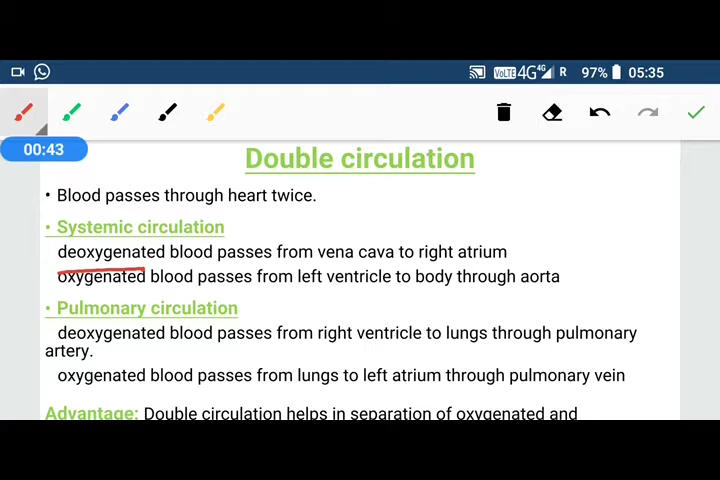 VoLTE 4G 4G R 97% 05:35
00:43
Double circulation
• Blood passes through heart twice.
• Systemic circulation
deoxygenated blood passes from vena cava to right atrium
oxygenated blood passes from left ventricle to body through aorta
• Pulmonary circulation
deoxygenated blood passes from right ventricle to lungs through pulmonary
artery.
oxygenated blood passes from lungs to left atrium through pulmonary vein
Advantage: Double circulation helps in separation of oxygenated and